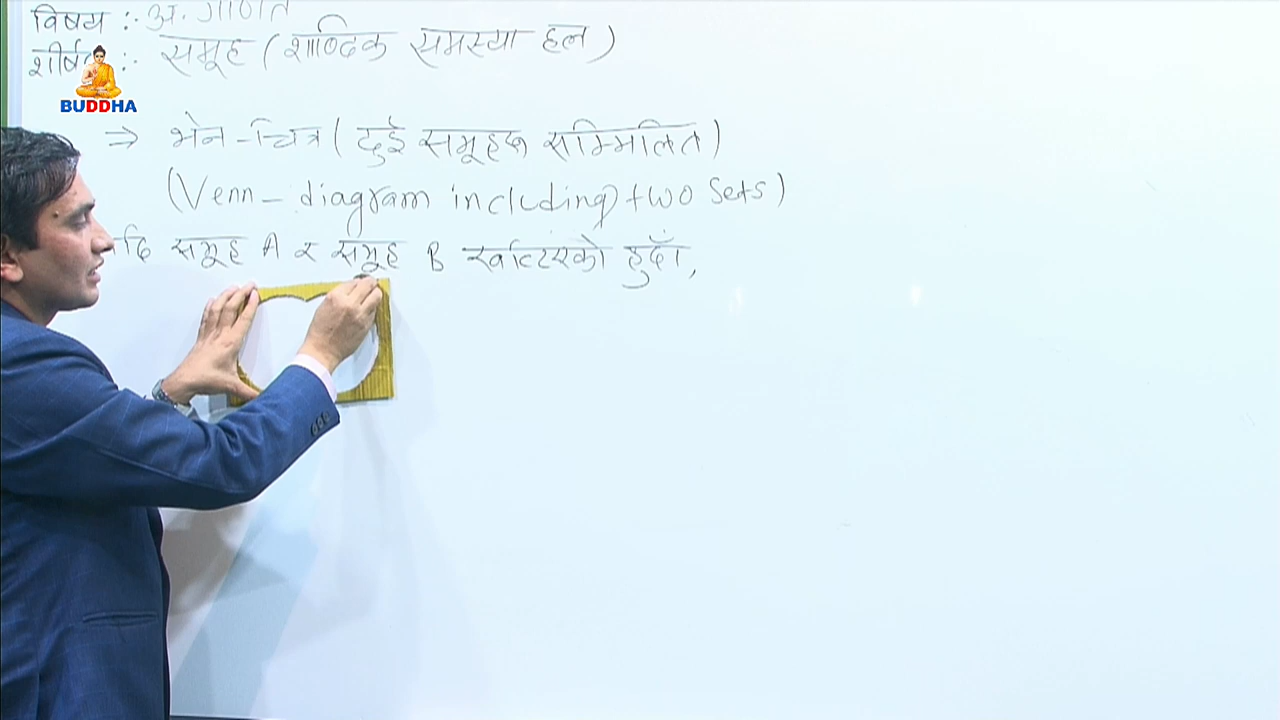 विषय :- अ. गणित
शीर्षक :- समूह (शाब्दिक समस्या हल)
BUDDHA
⇒ भेन-चित्र (दुई समूहक सम्मिलित)
(Venn - diagram including two sets)
यदि समूह A र समूह B खप्टिएको हुदाँ,